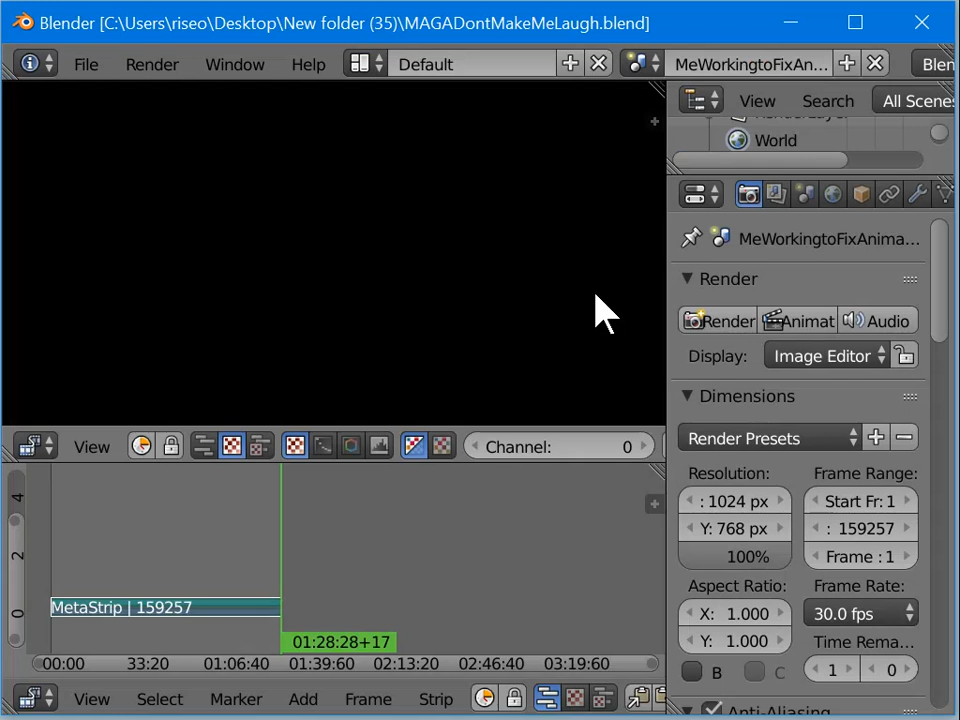 Blender [C:\Users\riseo\Desktop\New folder (35)\MAGADontMakeMeLaugh.blend]
File Render Window Help Default MeWorkingtoFixAn... Blen
View Search All Scenes
World
MeWorkingtoFixAnima...
Render
Render Animat Audio
Display: Image Editor
Dimensions
Render Presets
Resolution: Frame Range:
: 1024 px Start Fr: 1
Y: 768 px : 159257
100% Frame : 1
Aspect Ratio: Frame Rate:
X: 1.000 30.0 fps
Y: 1.000 Time Rema...
B C 1 0
Anti-Aliasing
View Channel: 0
4
2
0
MetaStrip | 159257
01:28:28+17
00:00 33:20 01:06:40 01:39:60 02:13:20 02:46:40 03:19:60
View Select Marker Add Frame Strip